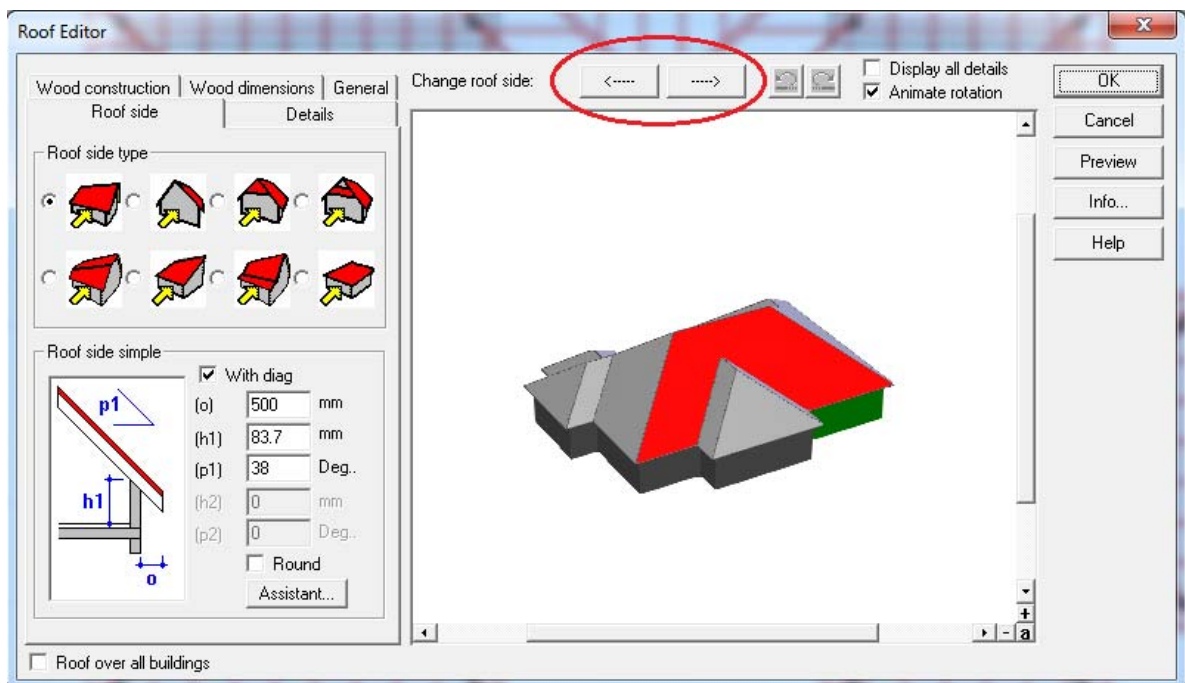 Roof Editor
Wood construction
Wood dimensions
General
Roof side
Details
Change roof side:
<-----
----->
Display all details
Animate rotation
OK
Cancel
Preview
Info...
Help
Roof side type
Roof side simple
With diag
(o) 500 mm
(h1) 83.7 mm
(p1) 38 Deg..
(h2) 0 mm
(p2) 0 Deg..
Round
Assistant...
p1
h1
o
+
- a
Roof over all buildings